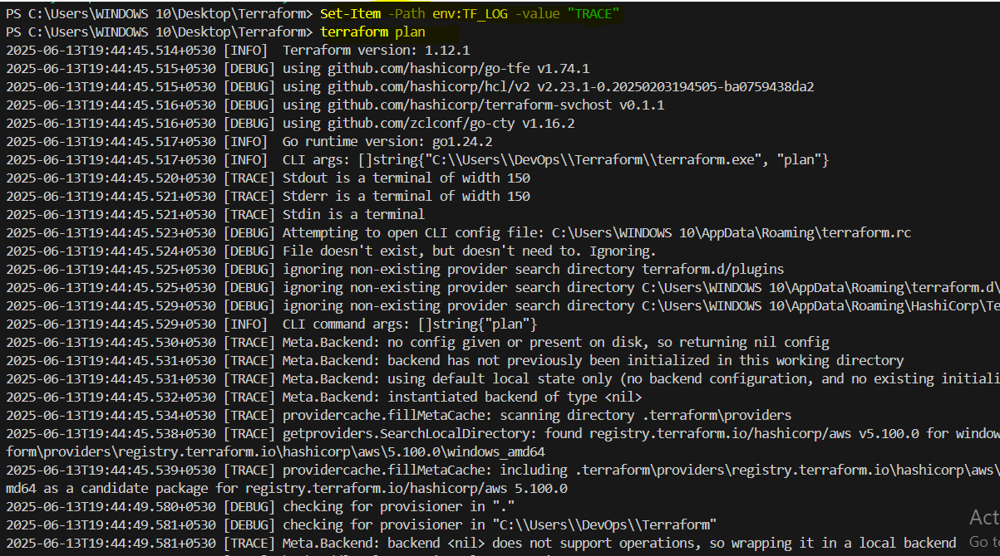 PS C:\Users\WINDOWS 10\Desktop\Terraform> Set-Item -Path env:TF_LOG -value "TRACE"
PS C:\Users\WINDOWS 10\Desktop\Terraform> terraform plan
2025-06-13T19:44:45.514+0530 [INFO]  Terraform version: 1.12.1
2025-06-13T19:44:45.515+0530 [DEBUG] using github.com/hashicorp/go-tfe v1.74.1
2025-06-13T19:44:45.515+0530 [DEBUG] using github.com/hashicorp/hcl/v2 v2.23.1-0.20250203194505-ba0759438da2
2025-06-13T19:44:45.516+0530 [DEBUG] using github.com/hashicorp/terraform-svchost v0.1.1
2025-06-13T19:44:45.516+0530 [DEBUG] using github.com/zclconf/go-cty v1.16.2
2025-06-13T19:44:45.517+0530 [INFO]  Go runtime version: go1.24.2
2025-06-13T19:44:45.517+0530 [INFO]  CLI args: []string{"C:\\Users\\DevOps\\Terraform\\terraform.exe", "plan"}
2025-06-13T19:44:45.520+0530 [TRACE] Stdout is a terminal of width 150
2025-06-13T19:44:45.521+0530 [TRACE] Stderr is a terminal of width 150
2025-06-13T19:44:45.521+0530 [TRACE] Stdin is a terminal
2025-06-13T19:44:45.523+0530 [DEBUG] Attempting to open CLI config file: C:\Users\WINDOWS 10\AppData\Roaming\terraform.rc
2025-06-13T19:44:45.524+0530 [DEBUG] File doesn't exist, but doesn't need to. Ignoring.
2025-06-13T19:44:45.525+0530 [DEBUG] ignoring non-existing provider search directory terraform.d/plugins
2025-06-13T19:44:45.525+0530 [DEBUG] ignoring non-existing provider search directory C:\Users\WINDOWS 10\AppData\Roaming\terraform.d\
2025-06-13T19:44:45.529+0530 [DEBUG] ignoring non-existing provider search directory C:\Users\WINDOWS 10\AppData\Roaming\HashiCorp\Te
2025-06-13T19:44:45.529+0530 [INFO]  CLI command args: []string{"plan"}
2025-06-13T19:44:45.530+0530 [TRACE] Meta.Backend: no config given or present on disk, so returning nil config
2025-06-13T19:44:45.531+0530 [TRACE] Meta.Backend: backend has not previously been initialized in this working directory
2025-06-13T19:44:45.531+0530 [TRACE] Meta.Backend: using default local state only (no backend configuration, and no existing initiali
2025-06-13T19:44:45.532+0530 [TRACE] Meta.Backend: instantiated backend of type <nil>
2025-06-13T19:44:45.534+0530 [TRACE] providercache.fillMetaCache: scanning directory .terraform\providers
2025-06-13T19:44:45.538+0530 [TRACE] getproviders.SearchLocalDirectory: found registry.terraform.io/hashicorp/aws v5.100.0 for window
form\providers\registry.terraform.io\hashicorp\aws\5.100.0\windows_amd64
2025-06-13T19:44:45.539+0530 [TRACE] providercache.fillMetaCache: including .terraform\providers\registry.terraform.io\hashicorp\aws\
md64 as a candidate package for registry.terraform.io/hashicorp/aws 5.100.0
2025-06-13T19:44:49.580+0530 [DEBUG] checking for provisioner in "."
2025-06-13T19:44:49.581+0530 [DEBUG] checking for provisioner in "C:\\Users\\DevOps\\Terraform"
2025-06-13T19:44:49.581+0530 [TRACE] Meta.Backend: backend <nil> does not support operations, so wrapping it in a local backend
Act
Go to